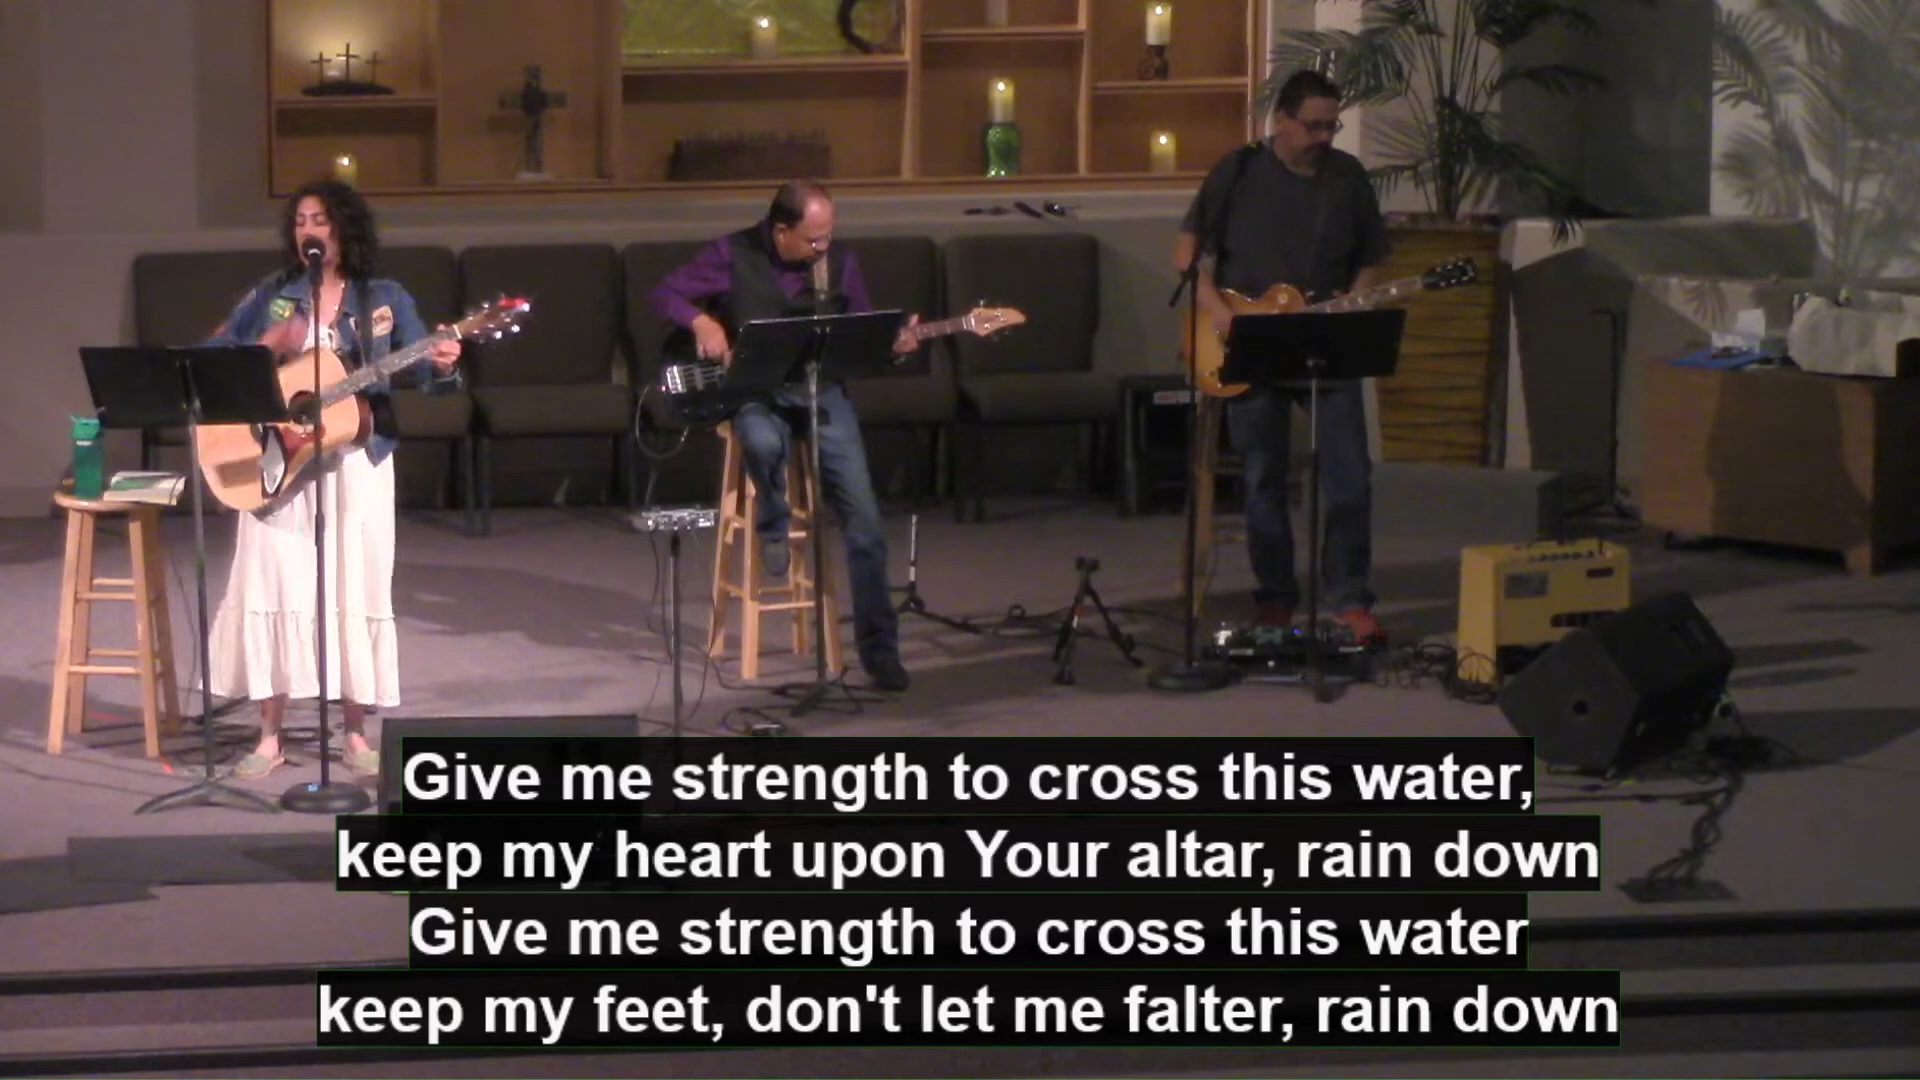 Give me strength to cross this water,
keep my heart upon Your altar, rain down
Give me strength to cross this water
keep my feet, don't let me falter, rain down